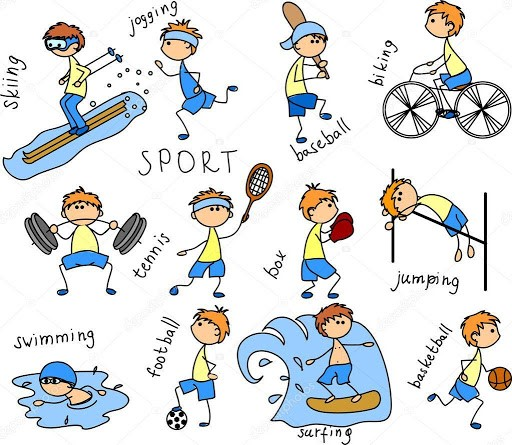 skiing
jogging
baseball
biking
SPORT
tennis
box
jumping
swimming
football
surfing
basketball